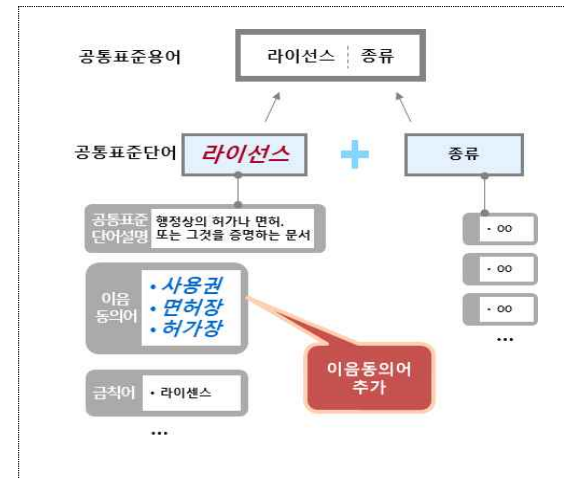 공통표준용어
라이선스 종류
공통표준단어
라이선스
종류
공통표준
단어설명
행정상의 허가나 면허.
또는 그것을 증명하는 문서
- ㅇㅇ
이음
동의어
• 사용권
• 면허장
• 허가장
- ㅇㅇ
- ㅇㅇ
...
이음동의어
추가
금칙어
• 라이센스
...